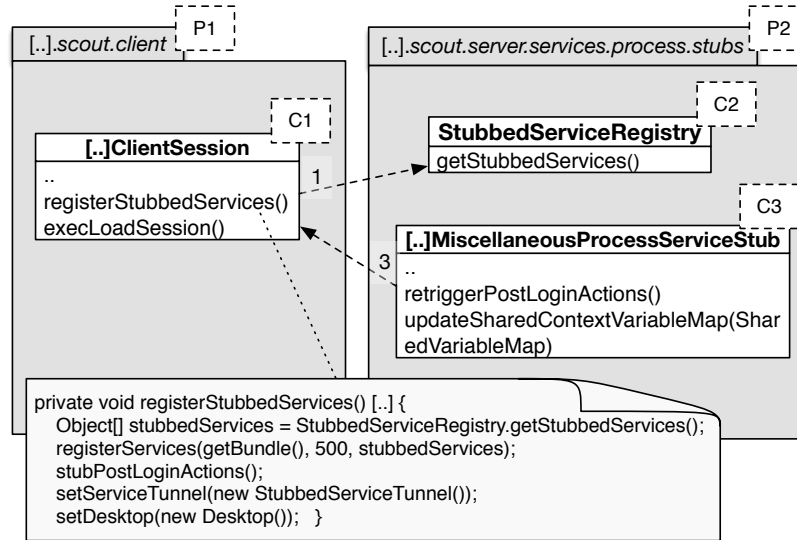 [..].scout.client
P1
[..].scout.server.services.process.stubs
P2
C1
[..]ClientSession
..
registerStubbedServices()
execLoadSession()
1
C2
StubbedServiceRegistry
getStubbedServices()
3
C3
[..]MiscellaneousProcessServiceStub
..
retriggerPostLoginActions()
updateSharedContextVariableMap(Shar
edVariableMap)
private void registerStubbedServices() [..] {
Object[] stubbedServices = StubbedServiceRegistry.getStubbedServices();
registerServices(getBundle(), 500, stubbedServices);
stubPostLoginActions();
setServiceTunnel(new StubbedServiceTunnel());
setDesktop(new Desktop()); }